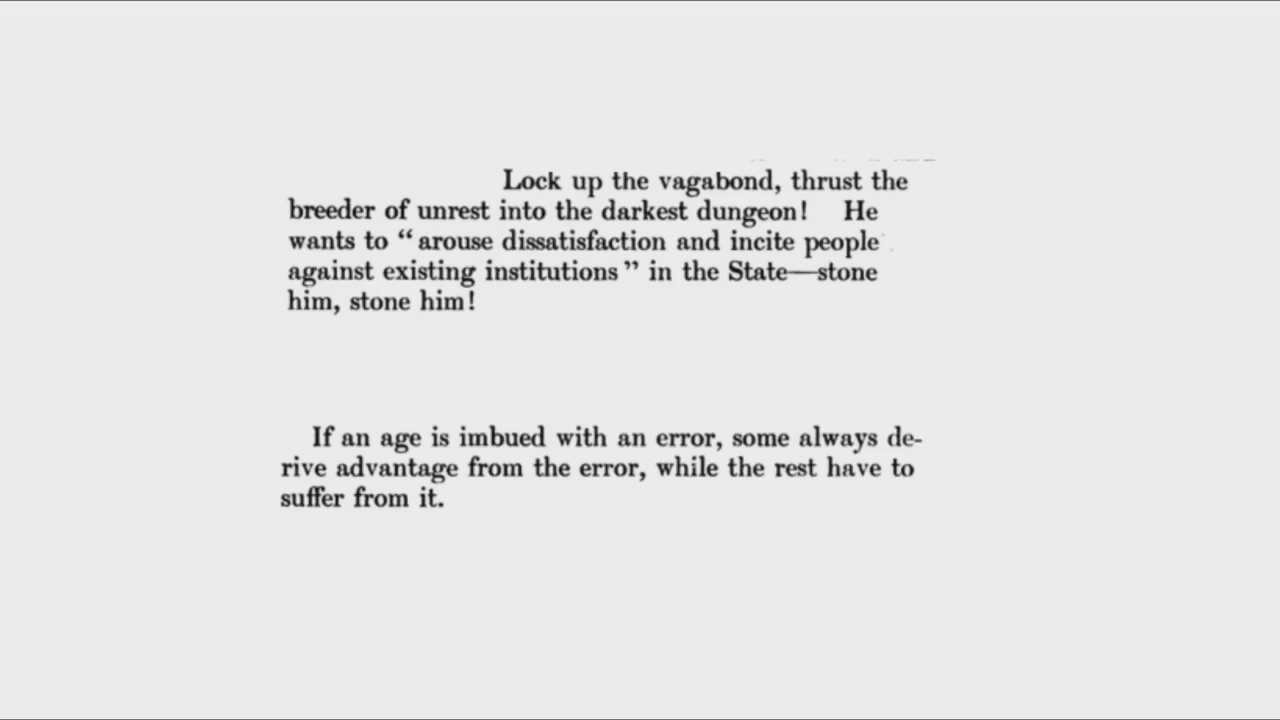 Lock up the vagabond, thrust the
breeder of unrest into the darkest dungeon! He
wants to “ arouse dissatisfaction and incite people
against existing institutions ” in the State—stone
him, stone him!
If an age is imbued with an error, some always de-
rive advantage from the error, while the rest have to
suffer from it.